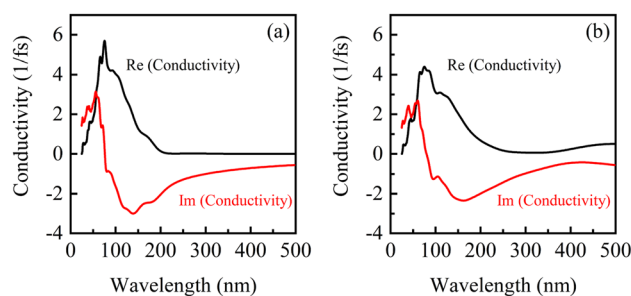 (a)
Conductivity (1/fs)
6
4
2
0
-2
-4
Re (Conductivity)
Im (Conductivity)
0 100 200 300 400 500
Wavelength (nm)
(b)
Conductivity (1/fs)
6
4
2
0
-2
-4
Re (Conductivity)
Im (Conductivity)
0 100 200 300 400 500
Wavelength (nm)